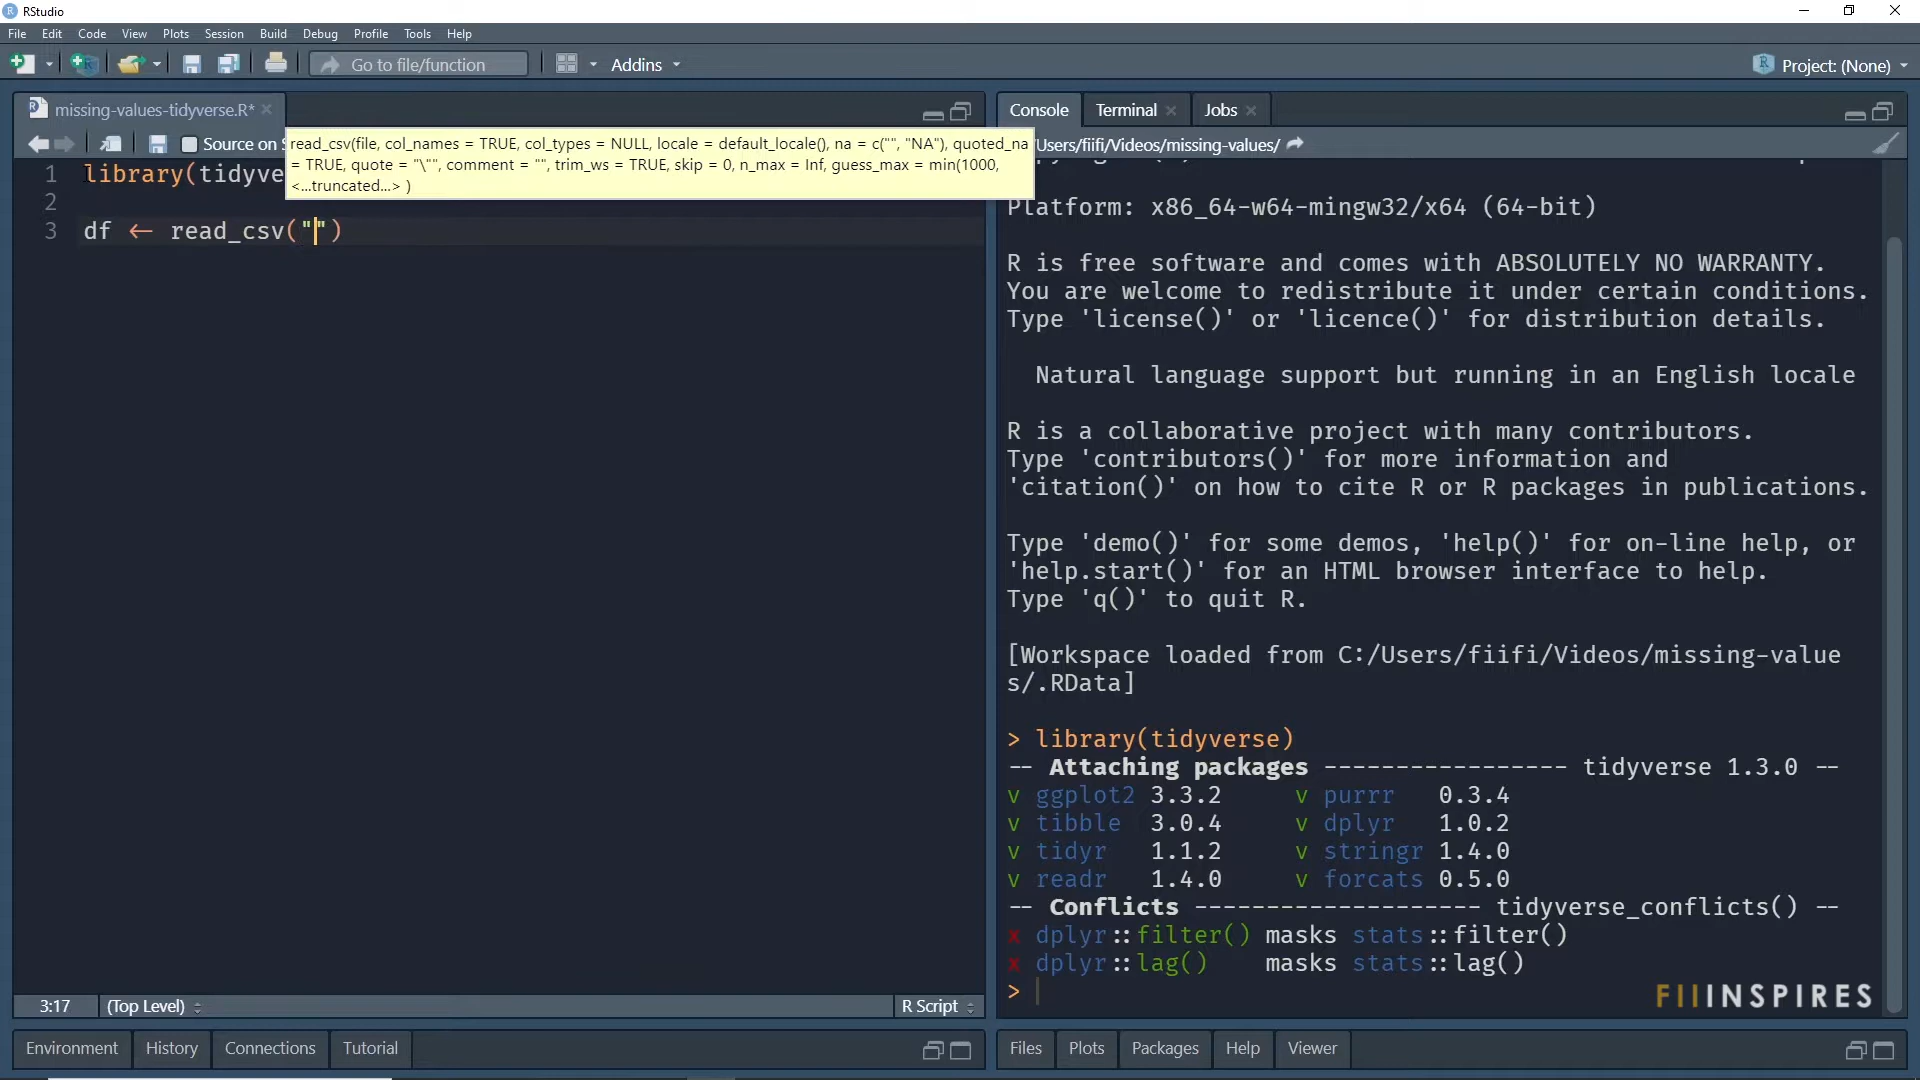 RStudio
File Edit Code View Plots Session Build Debug Profile Tools Help
Go to file/function Addins Project: (None)
missing-values-tidyverse.R*
Source on
read_csv(file, col_names = TRUE, col_types = NULL, locale = default_locale(), na = c("", "NA"), quoted_na
= TRUE, quote = "\"", comment = "", trim_ws = TRUE, skip = 0, n_max = Inf, guess_max = min(1000,
<...truncated...> )
1 library(tidyve
2
3 df <- read_csv("")
3:17 (Top Level) R Script
Environment History Connections Tutorial
Console Terminal Jobs
Users/fiifi/Videos/missing-values/
Platform: x86_64-w64-mingw32/x64 (64-bit)
R is free software and comes with ABSOLUTELY NO WARRANTY.
You are welcome to redistribute it under certain conditions.
Type 'license()' or 'licence()' for distribution details.
Natural language support but running in an English locale
R is a collaborative project with many contributors.
Type 'contributors()' for more information and
'citation()' on how to cite R or R packages in publications.
Type 'demo()' for some demos, 'help()' for on-line help, or
'help.start()' for an HTML browser interface to help.
Type 'q()' to quit R.
[Workspace loaded from C:/Users/fiifi/Videos/missing-value
s/.RData]
> library(tidyverse)
-- Attaching packages ----------------- tidyverse 1.3.0 --
v ggplot2 3.3.2 v purrr 0.3.4
v tibble 3.0.4 v dplyr 1.0.2
v tidyr 1.1.2 v stringr 1.4.0
v readr 1.4.0 v forcats 0.5.0
-- Conflicts -------------------- tidyverse_conflicts() --
x dplyr::filter() masks stats::filter()
x dplyr::lag() masks stats::lag()
>
FIIINSPIRES
Files Plots Packages Help Viewer